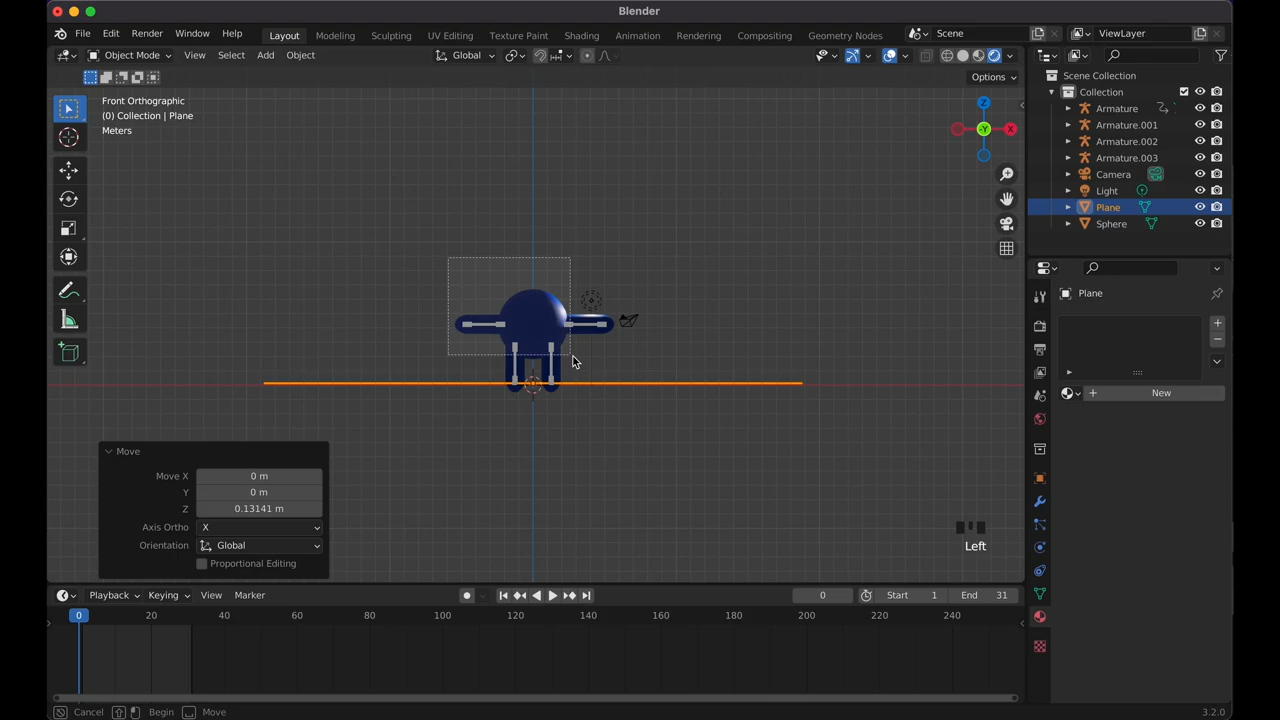 Blender
File Edit Render Window Help
Layout Modeling Sculpting UV Editing Texture Paint Shading Animation Rendering Compositing Geometry Nodes
Scene
ViewLayer
Object Mode View Select Add Object
Global
Options
Front Orthographic
(0) Collection | Plane
Meters
Z
-Y
X
Scene Collection
Collection
Armature
Armature.001
Armature.002
Armature.003
Camera
Light
Plane
Sphere
Plane
New
Move
Move X 0 m
Y 0 m
Z 0.13141 m
Axis Ortho X
Orientation Global
Proportional Editing
Left
Playback Keying View Marker
0
Start 1
End 31
0 20 40 60 80 100 120 140 160 180 200 220 240
Cancel Begin Move
3.2.0